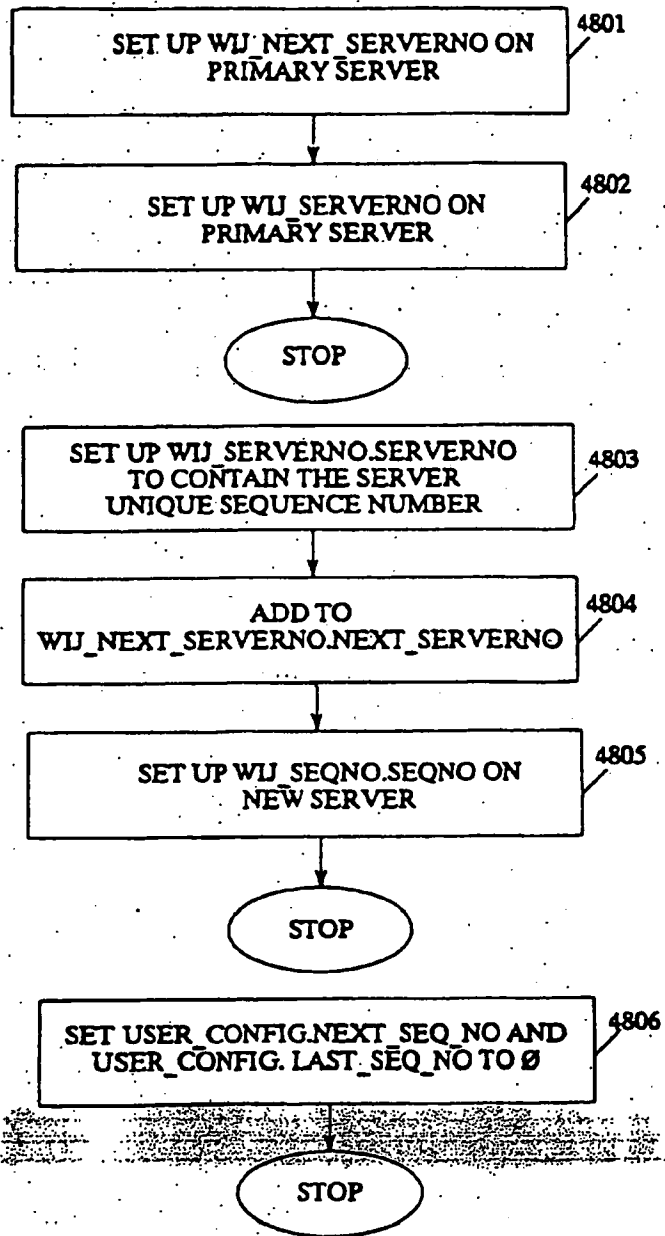 SET UP WIJ_NEXT_SERVERNO ON
PRIMARY SERVER
4801
SET UP WIJ_SERVERNO ON
PRIMARY SERVER
4802
STOP
SET UP WIJ_SERVERNO.SERVERNO
TO CONTAIN THE SERVER
UNIQUE SEQUENCE NUMBER
4803
ADD TO
WIJ_NEXT_SERVERNO.NEXT_SERVERNO
4804
SET UP WIJ_SEQNO.SEQNO ON
NEW SERVER
4805
STOP
SET USER_CONFIG.NEXT_SEQ_NO AND
USER_CONFIG. LAST_SEQ_NO TO Ø
4806
STOP